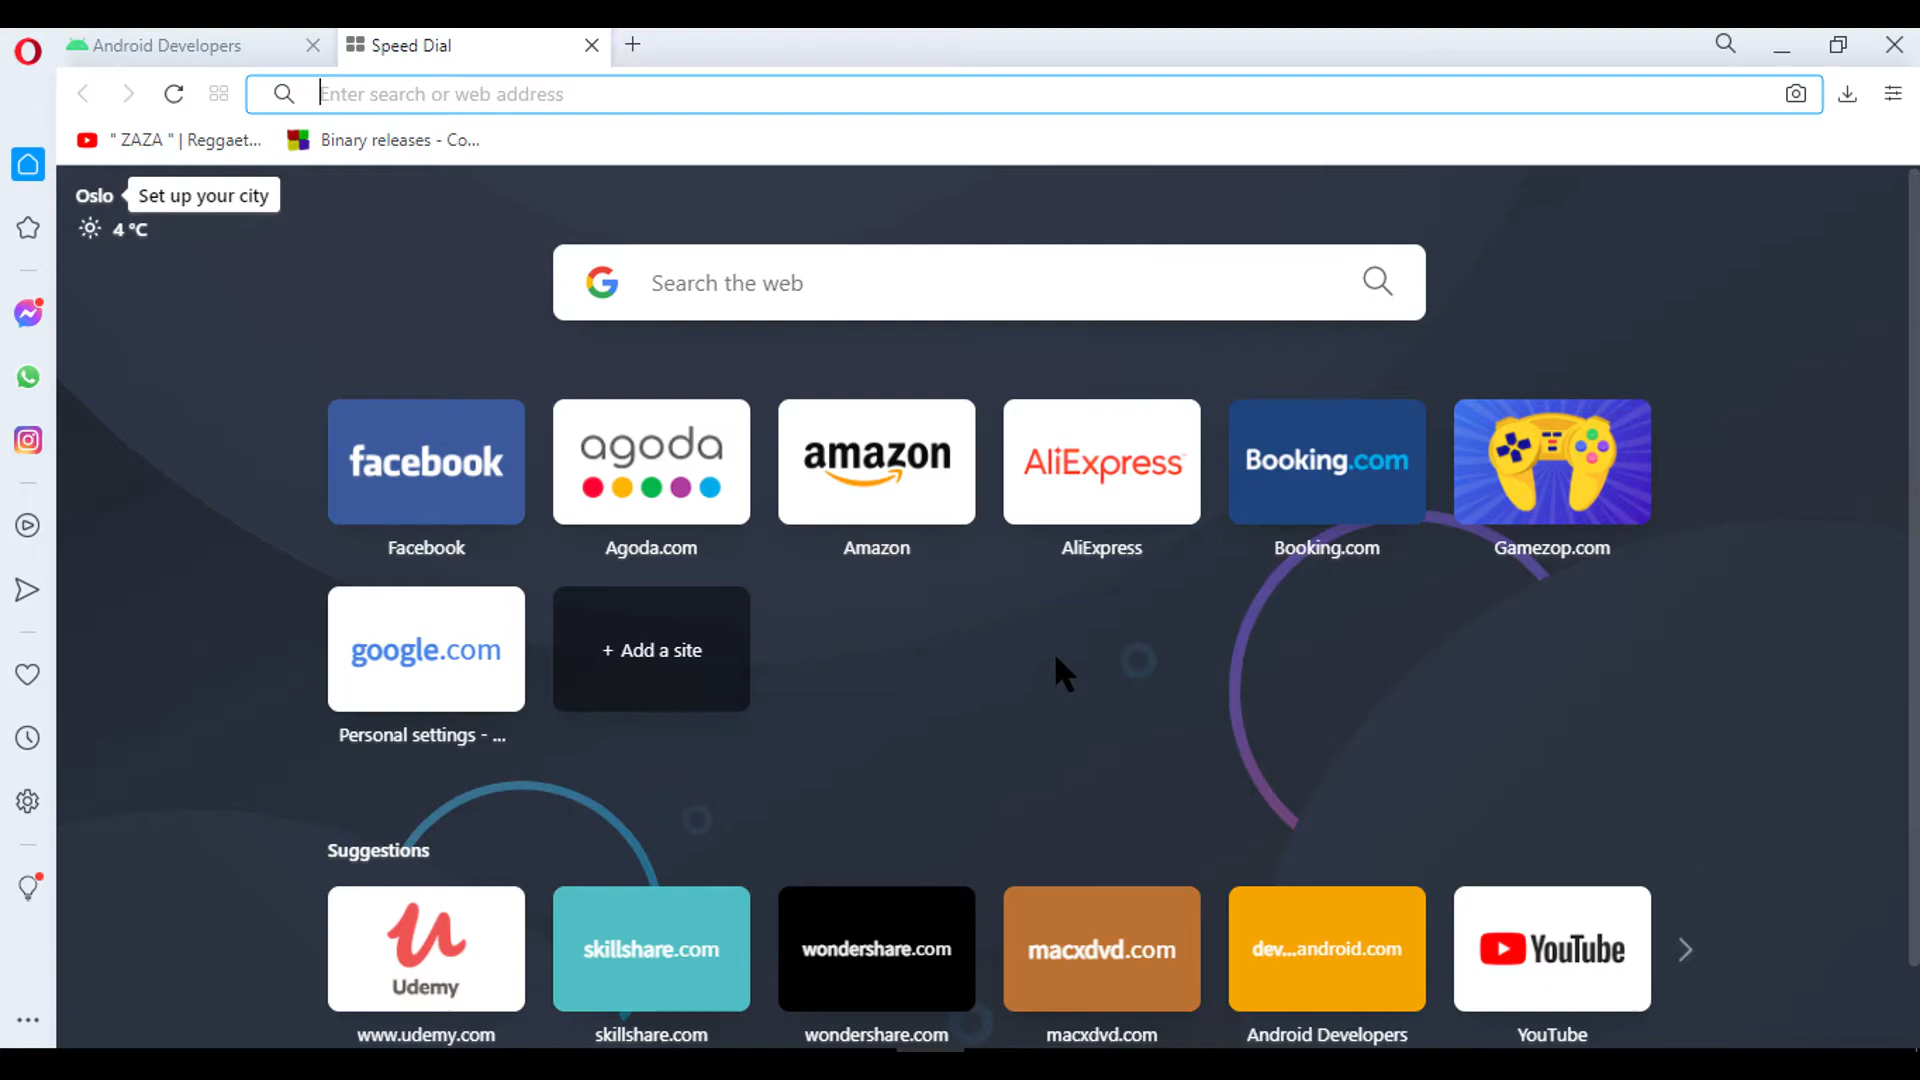 Android Developers
Speed Dial
Enter search or web address
" ZAZA " | Reggaet...
Binary releases - Co...
Oslo
Set up your city
4 °C
Search the web
facebook
agoda
amazon
AliExpress
Booking.com
Facebook
Agoda.com
Amazon
AliExpress
Booking.com
Gamezop.com
google.com
+ Add a site
Personal settings - ...
Suggestions
Udemy
skillshare.com
wondershare.com
macxdvd.com
dev...android.com
YouTube
www.udemy.com
skillshare.com
wondershare.com
macxdvd.com
Android Developers
YouTube